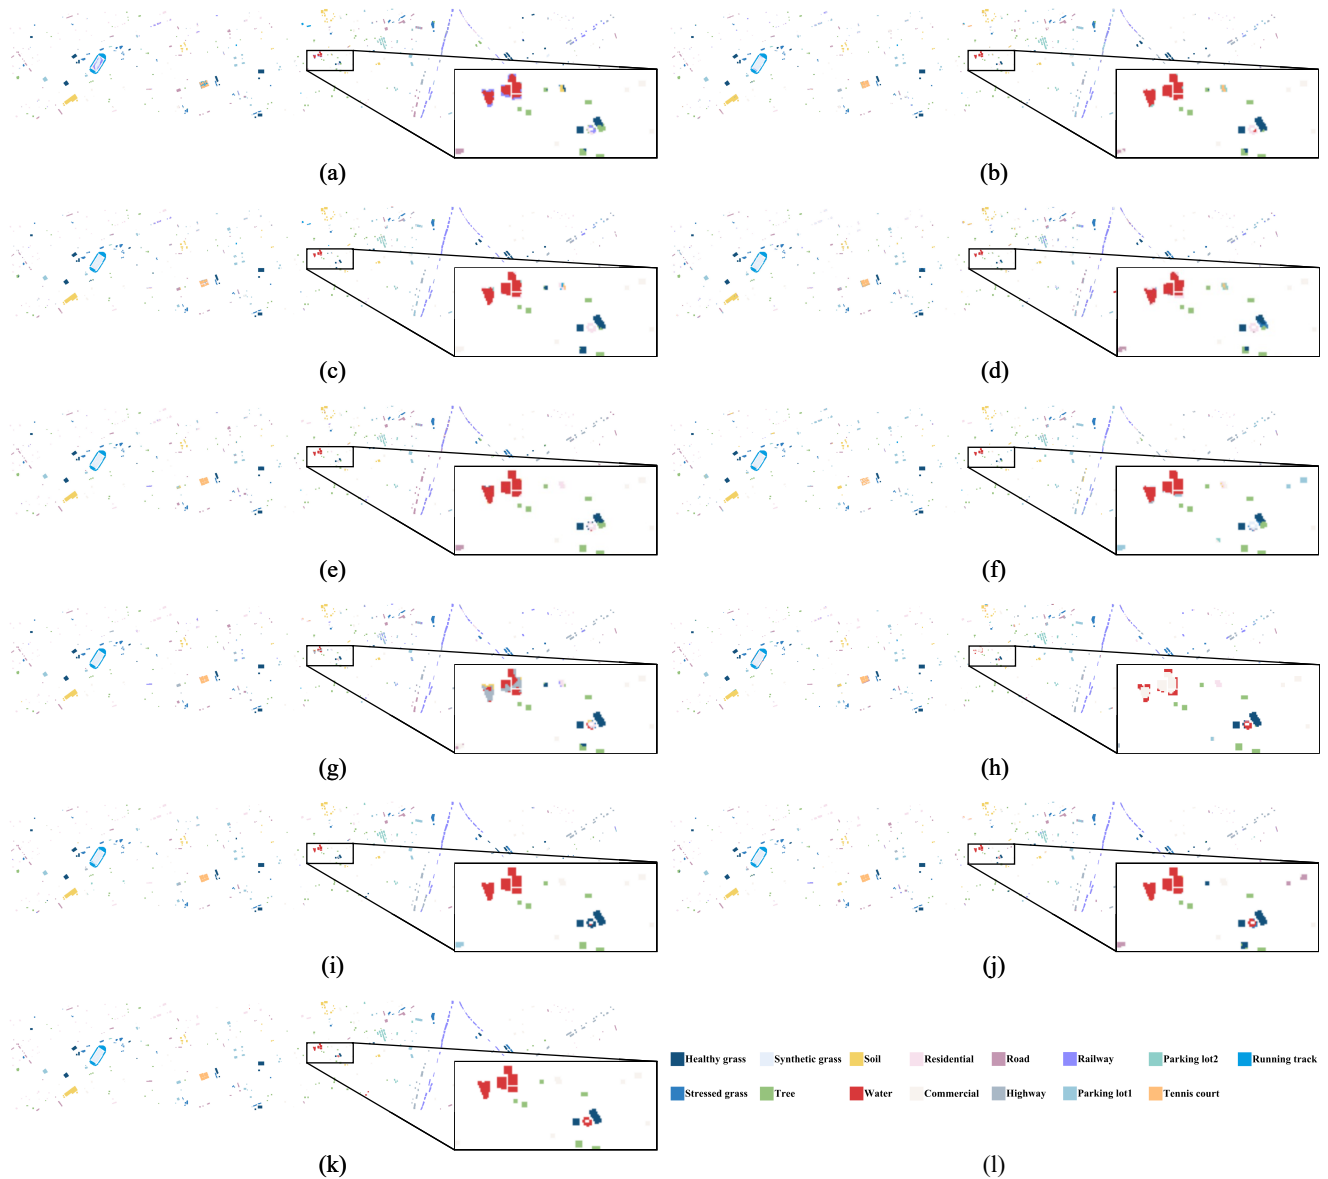 (a)
(b)
(c)
(d)
(e)
(f)
(g)
(h)
(i)
(j)
Healthy grass Synthetic grass Soil Residential Road Railway Parking lot2 Running track
Stressed grass Tree Water Commercial Highway Parking lot1 Tennis court
(k)
(l)